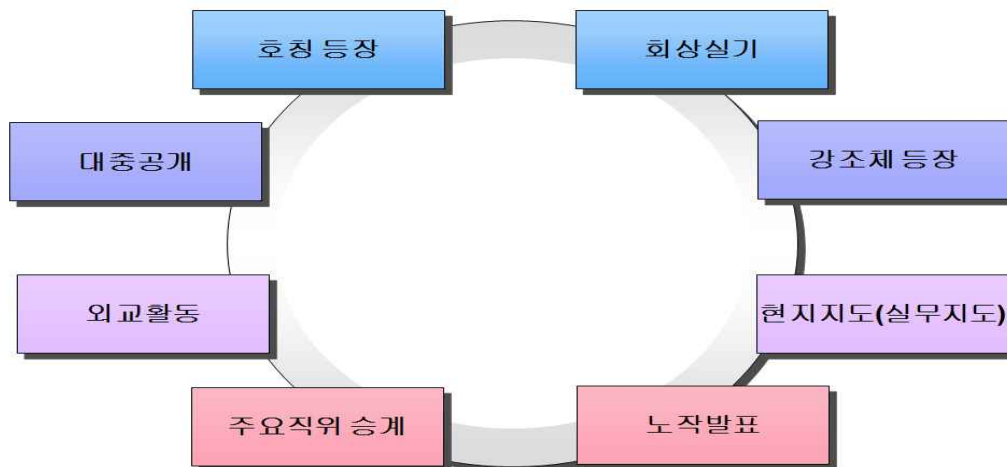 호칭 등장
회상실기
대중공개
강조체 등장
외교활동
현지지도(실무지도)
주요직위 승계
노작발표